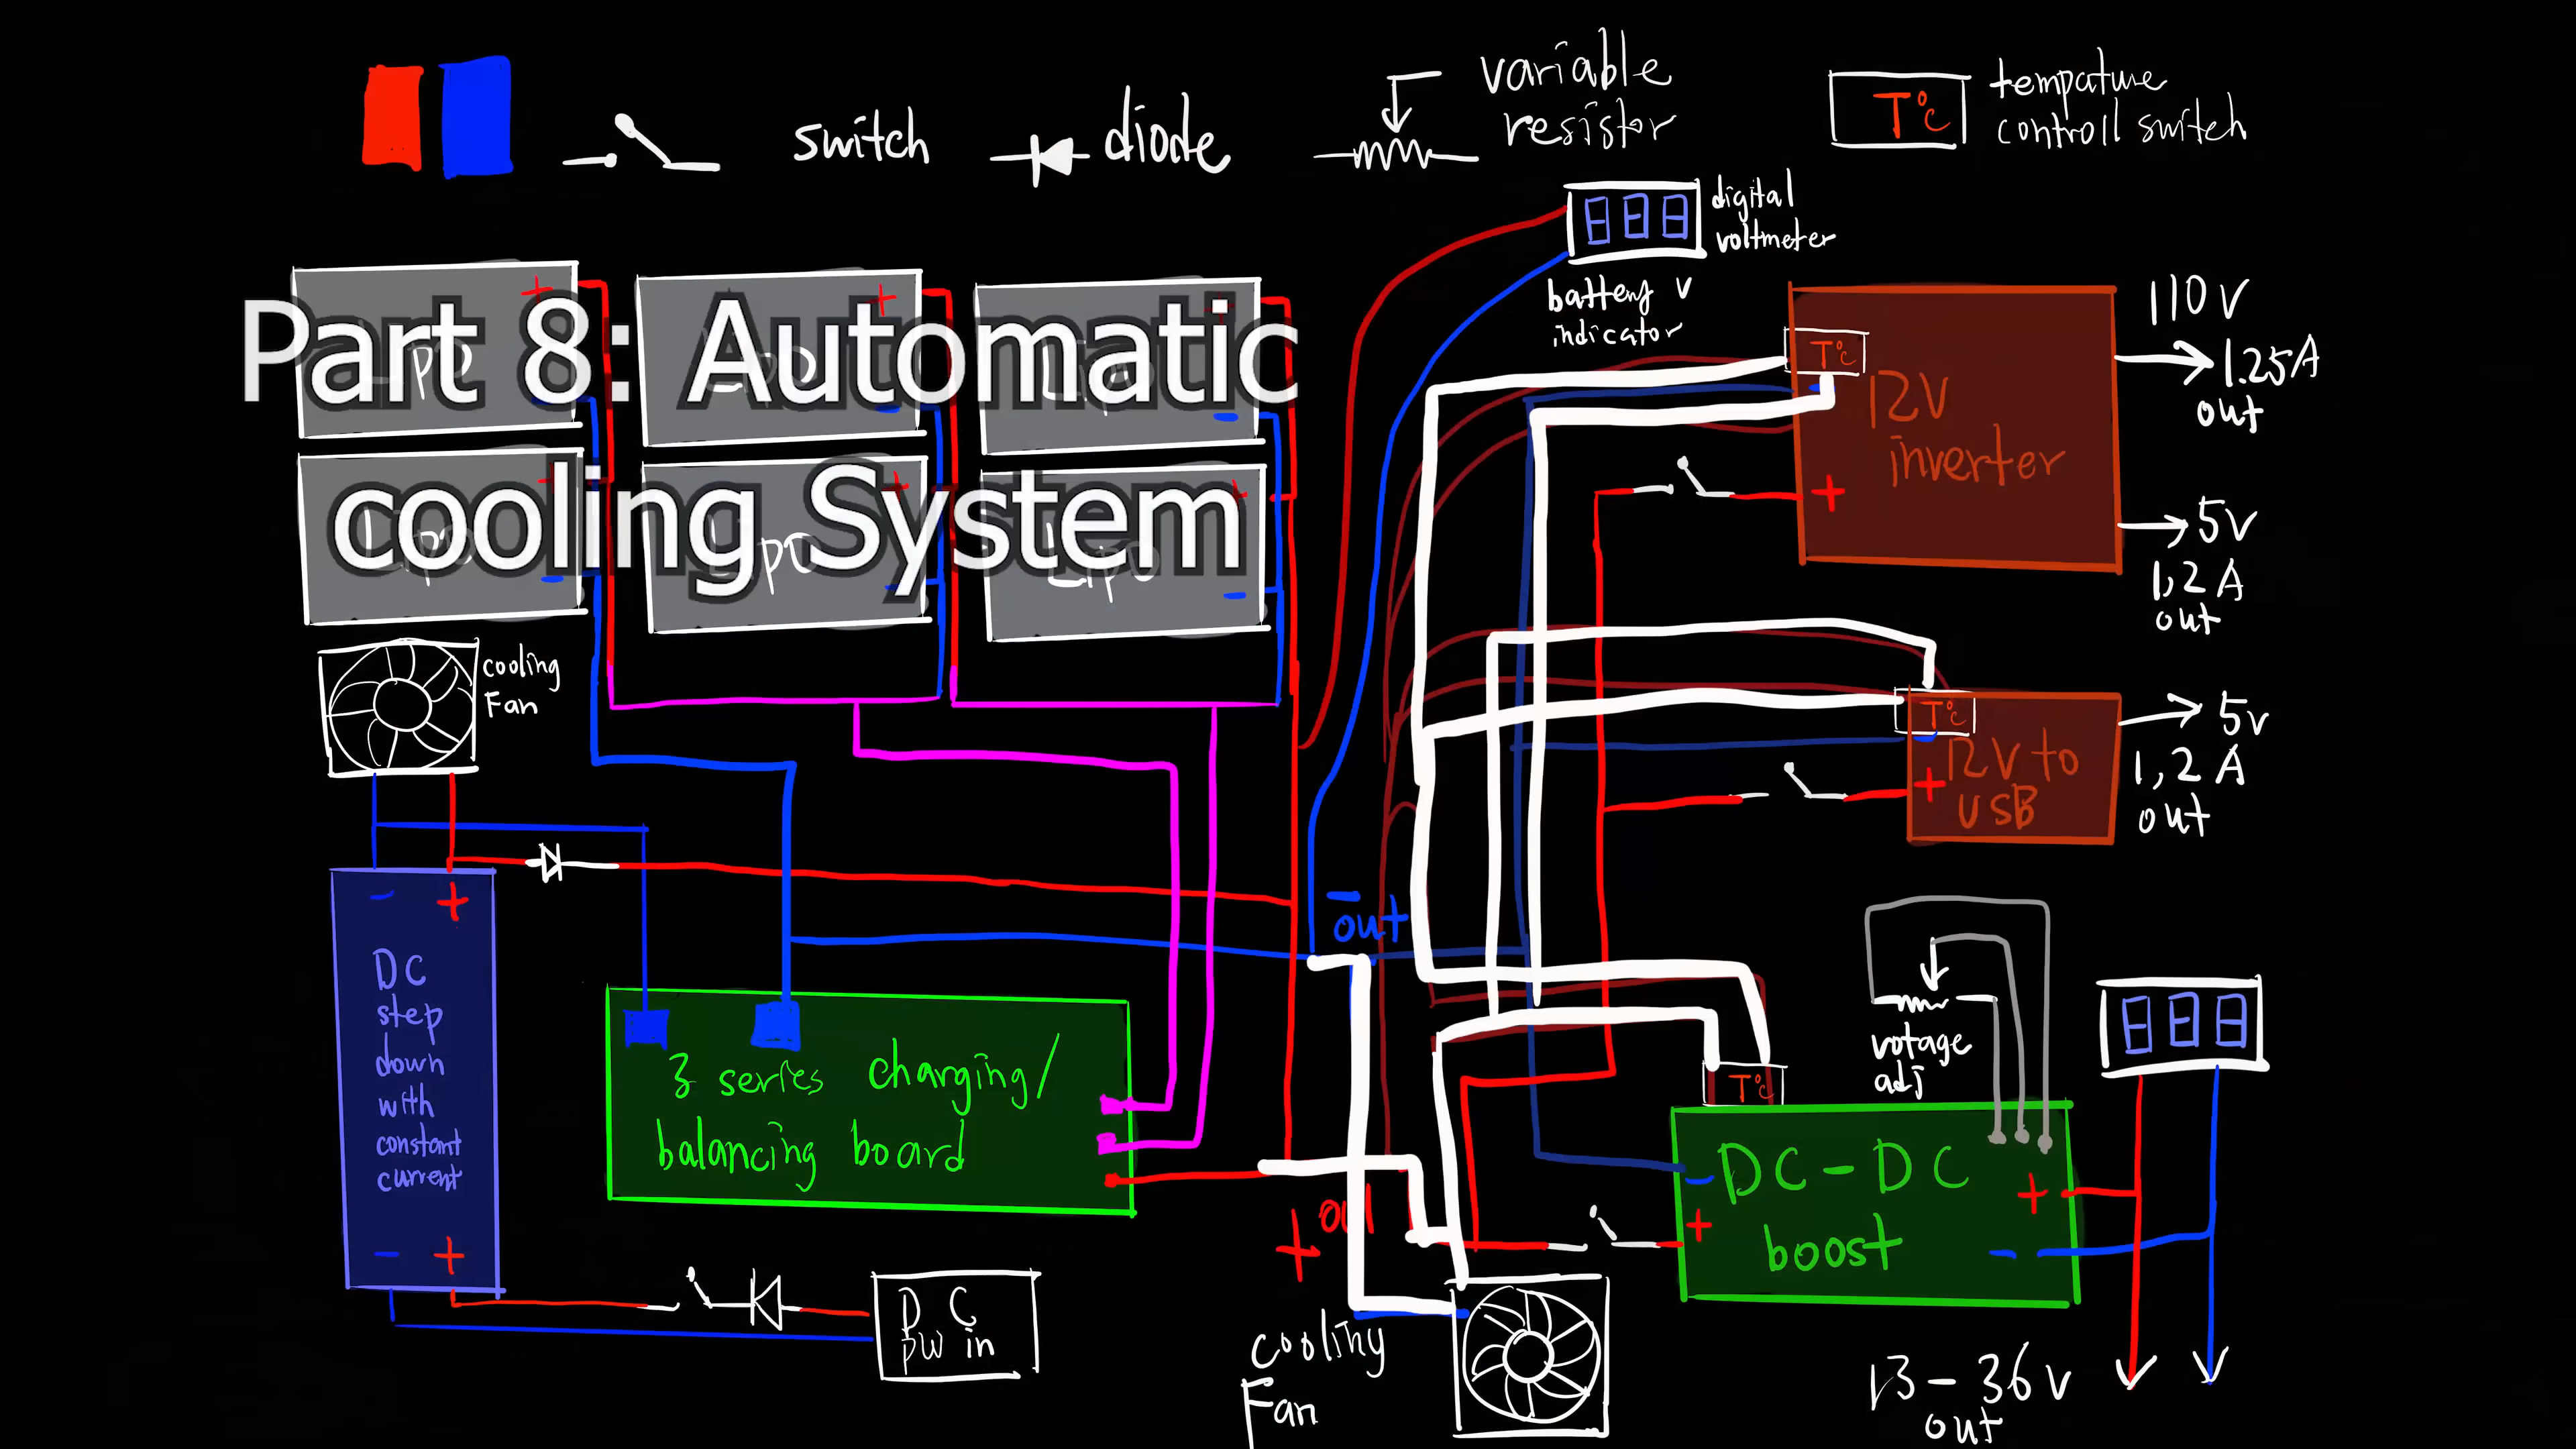 switch
diode
variable
resistor
T°c
tempature
controll switch
digital
voltmeter
battery v
indicator
Part 8: Automatic
cooling System
+
+
-
-
-
-
-
T°c
12V
inverter
+
110V
1.25A
out
5V
1,2A
out
cooling
Fan
T°c
12V to
USB
+
5v
1,2A
out
- +
DC
step
down
with
constant
current
- +
- out
3 series charging/
balancing board
+ out
votage
adj
T°c
DC-DC
boost
-
+
+
-
DC
pw in
cooling
Fan
13-36v
out